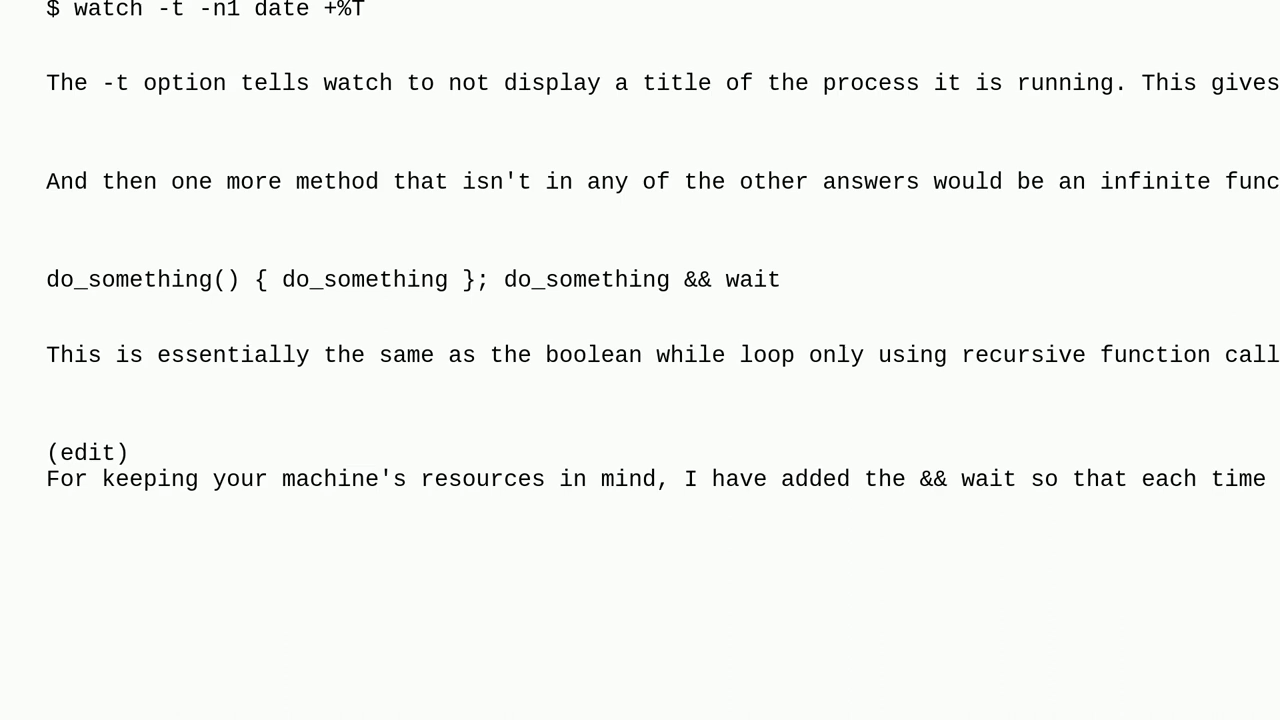 $ watch -t -n1 date +%T
The -t option tells watch to not display a title of the process it is running. This gives
And then one more method that isn't in any of the other answers would be an infinite func
do_something() { do_something }; do_something && wait
This is essentially the same as the boolean while loop only using recursive function call
(edit)
For keeping your machine's resources in mind, I have added the && wait so that each time